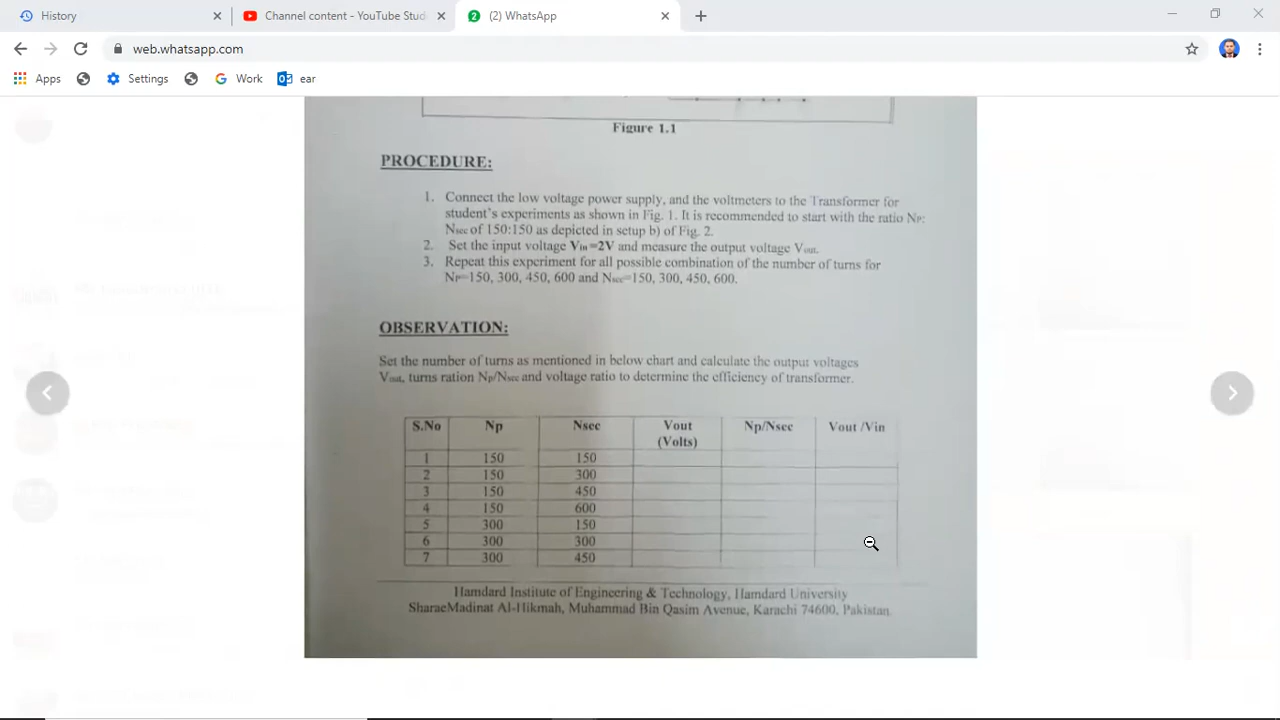 History
Channel content - YouTube Stud
2
(2) WhatsApp
web.whatsapp.com
Apps
Settings
Work
ear
Figure 1.1
PROCEDURE:
1. Connect the low voltage power supply, and the voltmeters to the Transformer for
student's experiments as shown in Fig. 1. It is recommended to start with the ratio NP:
Nsec of 150:150 as depicted in setup b) of Fig. 2.
2. Set the input voltage Vin=2V and measure the output voltage Vout.
3. Repeat this experiment for all possible combination of the number of turns for
NP=150, 300, 450, 600 and Nsec=150, 300, 450, 600.
OBSERVATION:
Set the number of turns as mentioned in below chart and calculate the output voltages
Vout, turns ration Np/Nsec and voltage ratio to determine the efficiency of transformer.
S.No Np Nsec Vout Np/Nsec Vout /Vin
(Volts)
1 150 150
2 150 300
3 150 450
4 150 600
5 300 150
6 300 300
7 300 450
Hamdard Institute of Engineering & Technology, Hamdard University
SharaeMadinat Al-Hikmah, Muhammad Bin Qasim Avenue, Karachi 74600, Pakistan.